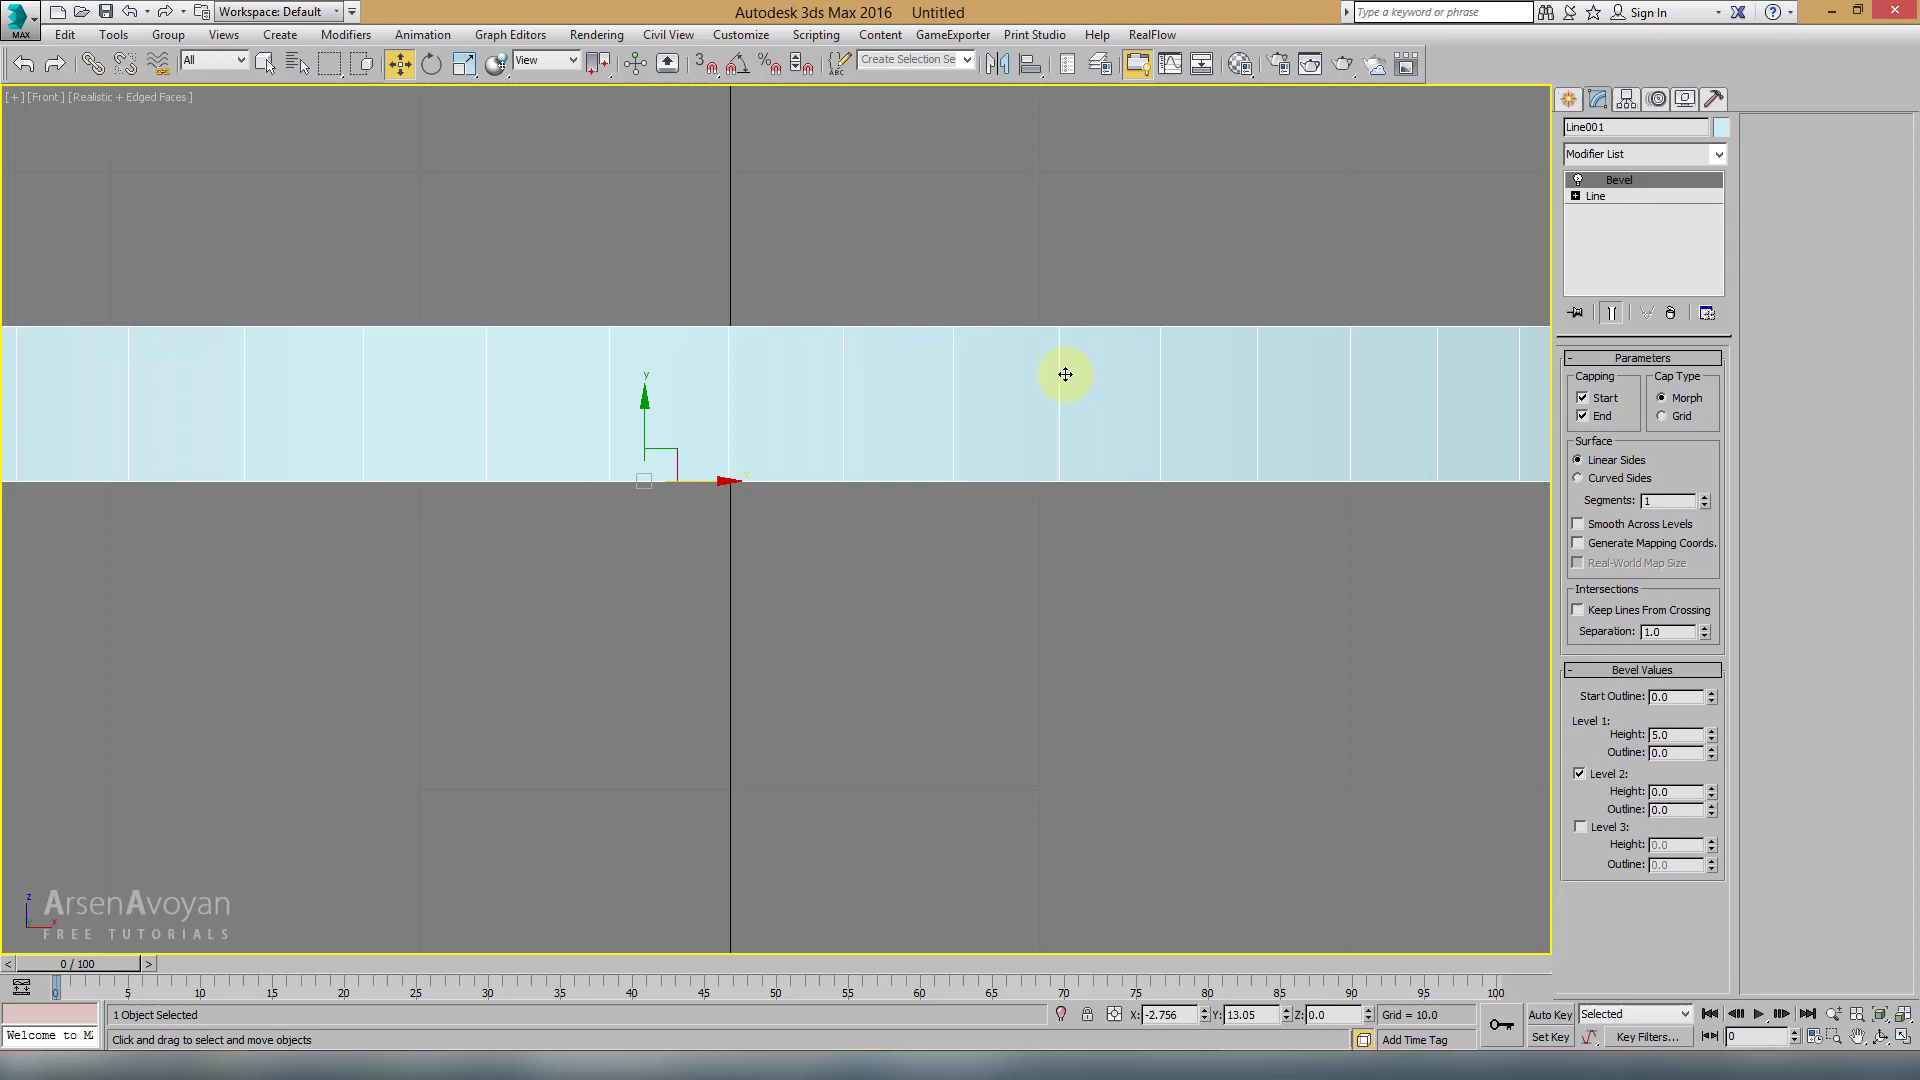 MAX
Workspace: Default
Autodesk 3ds Max 2016 Untitled
Type a keyword or phrase
Sign In
Edit Tools Group Views Create Modifiers Animation Graph Editors Rendering Civil View Customize Scripting Content GameExporter Print Studio Help RealFlow
All
View
3
ABC
Create Selection Se
[+] [Front ] [Realistic + Edged Faces ]
Line001
Modifier List
Bevel
Line
Parameters
Capping
Cap Type
Start
Morph
End
Grid
Surface
Linear Sides
Curved Sides
Segments: 1
Smooth Across Levels
Generate Mapping Coords.
Real-World Map Size
Intersections
Keep Lines From Crossing
Separation: 1.0
Bevel Values
Start Outline: 0.0
Level 1:
Height: 5.0
Outline: 0.0
Level 2:
Height: 0.0
Outline: 0.0
Level 3:
Height: 0.0
Outline: 0.0
y
x
z
x
ArsenAvoyan
FREE TUTORIALS
< 0 / 100 >
0 5 10 15 20 25 30 35 40 45 50 55 60 65 70 75 80 85 90 95 100
1 Object Selected
X: -2.756 Y: 13.05 Z: 0.0
Grid = 10.0
Auto Key
Selected
Welcome to M
Click and drag to select and move objects
Add Time Tag
Set Key
Key Filters...
0